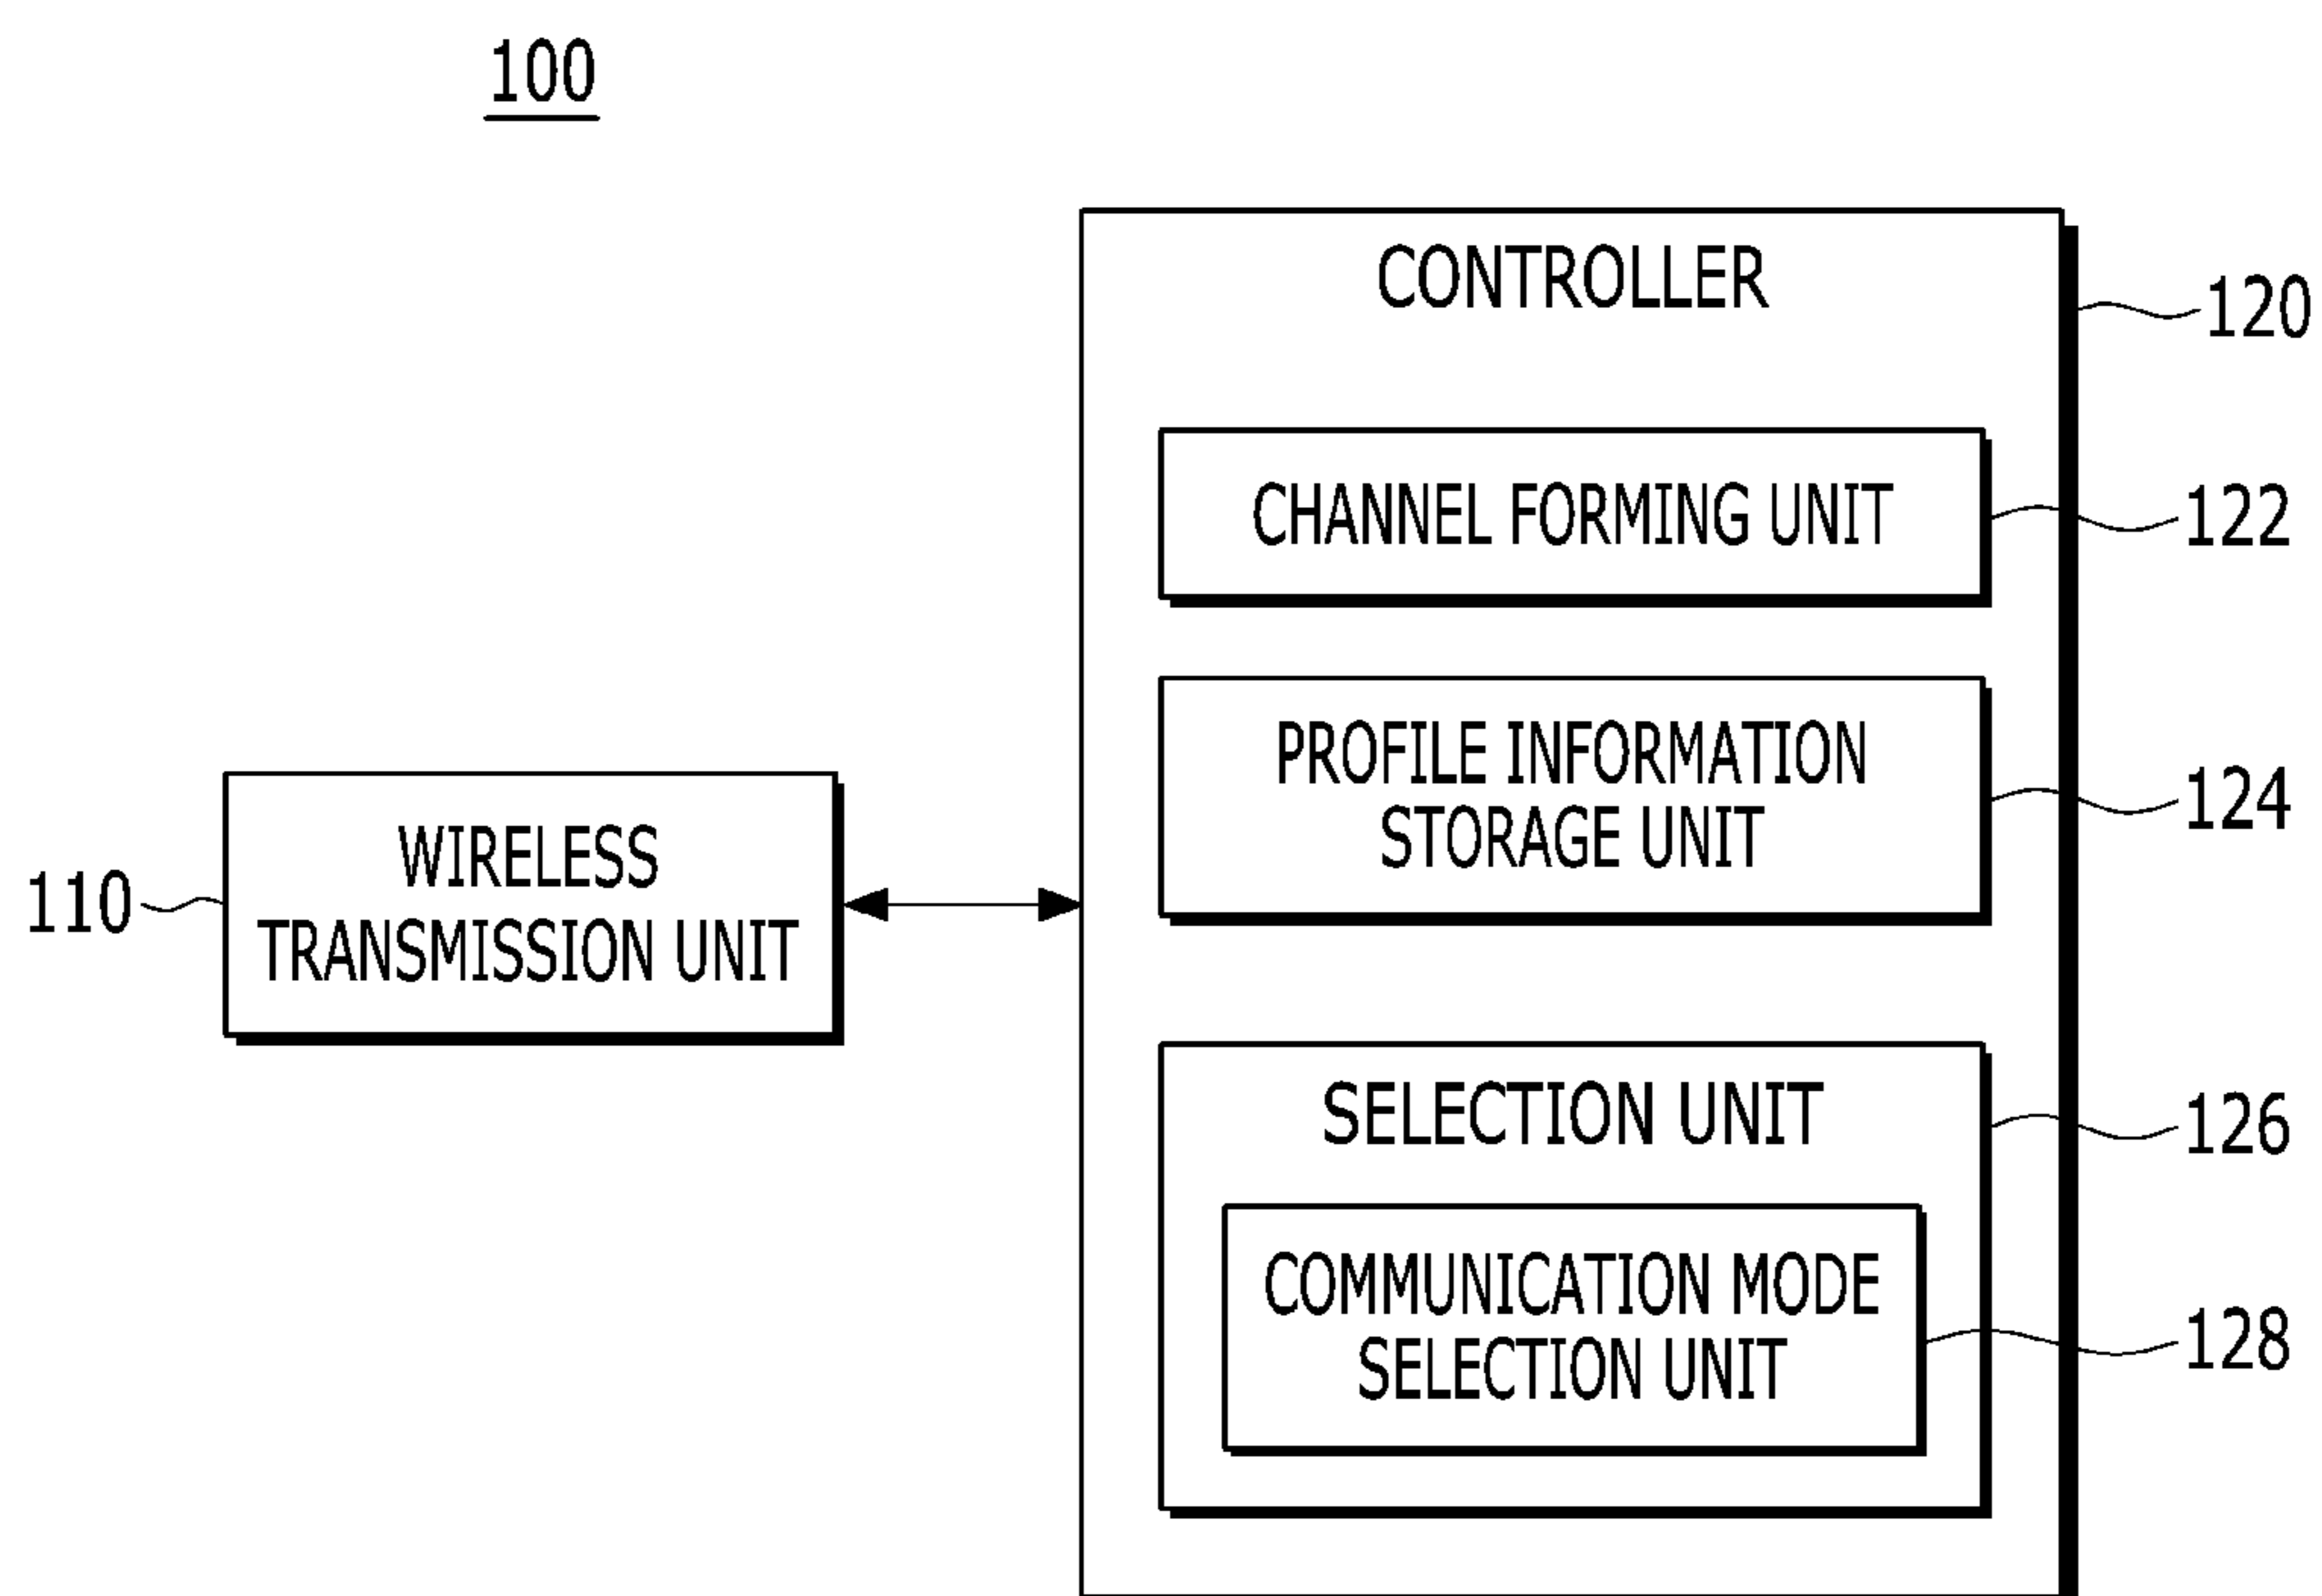 100
CONTROLLER
120
CHANNEL FORMING UNIT
122
PROFILE INFORMATION
STORAGE UNIT
124
WIRELESS
TRANSMISSION UNIT
110
SELECTION UNIT
126
COMMUNICATION MODE
SELECTION UNIT
128